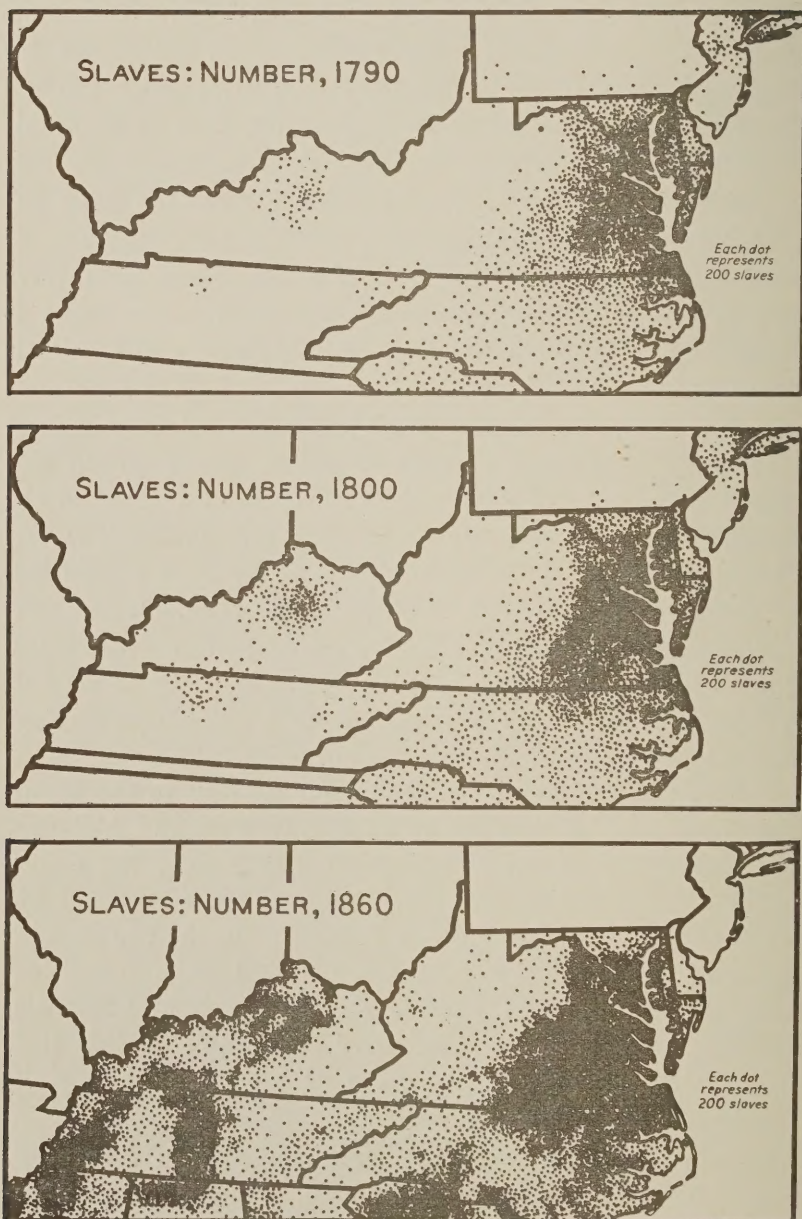 SLAVES: NUMBER, 1790
Each dot
represents
200 slaves
SLAVES: NUMBER, 1800
Each dot
represents
200 slaves
SLAVES: NUMBER, 1860
Each dot
represents
200 slaves